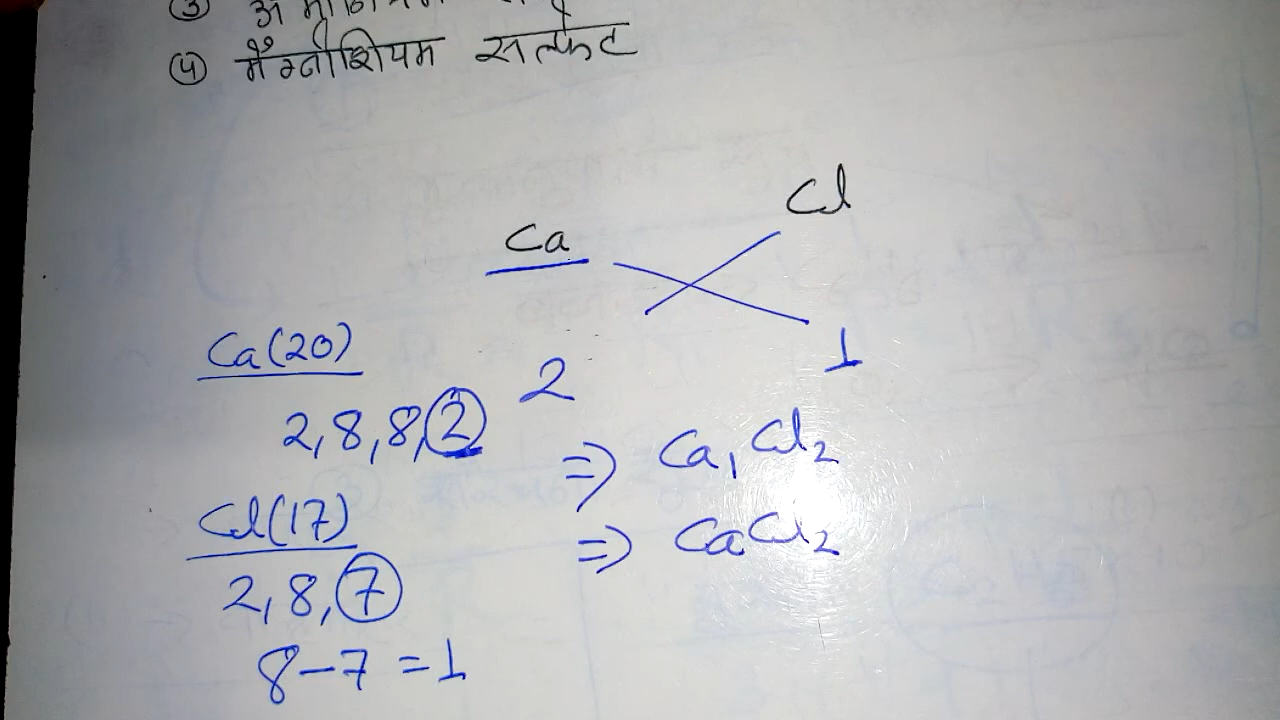 ④ मैग्नीशियम सल्फेट
Ca Cl
2 1
Ca(20)
2,8,8,2
Cl(17)
2,8,7
8-7=1
⇒ Ca₁Cl₂
⇒ CaCl₂